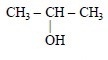 CH₃ – CH – CH₃
OH